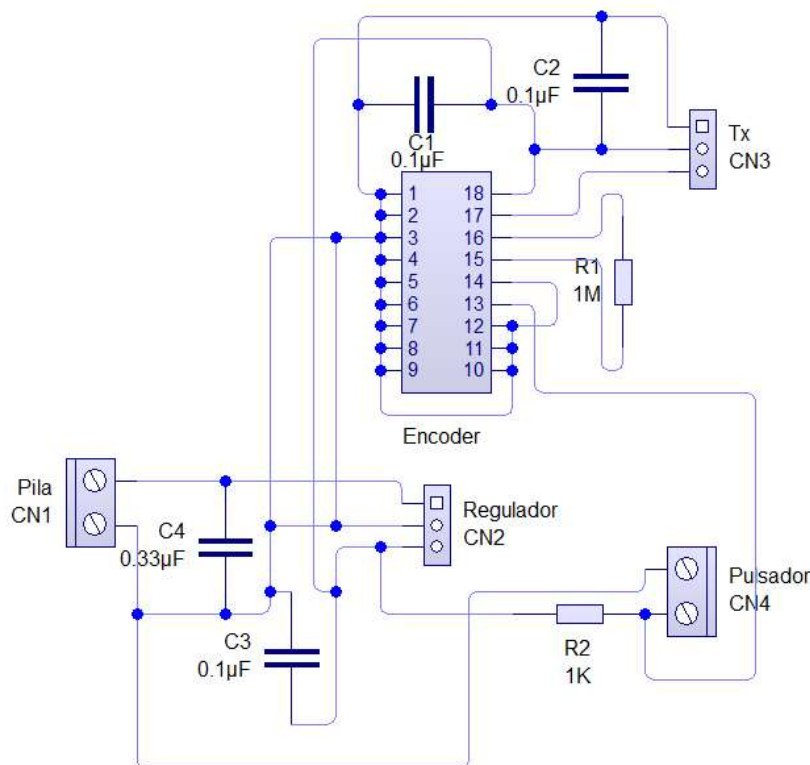 C2
0.1µF
C1
0.1µF
Tx
CN3
1 18
2 17
3 16
4 15
5 14
6 13
7 12
8 11
9 10
R1
1M
Encoder
Pila
CN1
C4
0.33µF
Regulador
CN2
C3
0.1µF
Pulsador
CN4
R2
1K